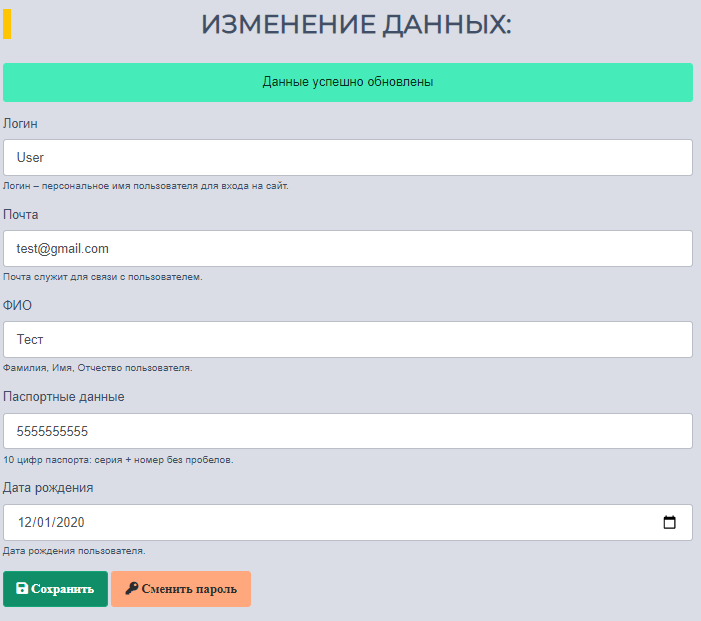 ИЗМЕНЕНИЕ ДАННЫХ:
Данные успешно обновлены
Логин
User
Логин – персональное имя пользователя для входа на сайт.
Почта
test@gmail.com
Почта служит для связи с пользователем.
ФИО
Тест
Фамилия, Имя, Отчество пользователя.
Паспортные данные
5555555555
10 цифр паспорта: серия + номер без пробелов.
Дата рождения
12/01/2020
Дата рождения пользователя.
Сохранить Сменить пароль